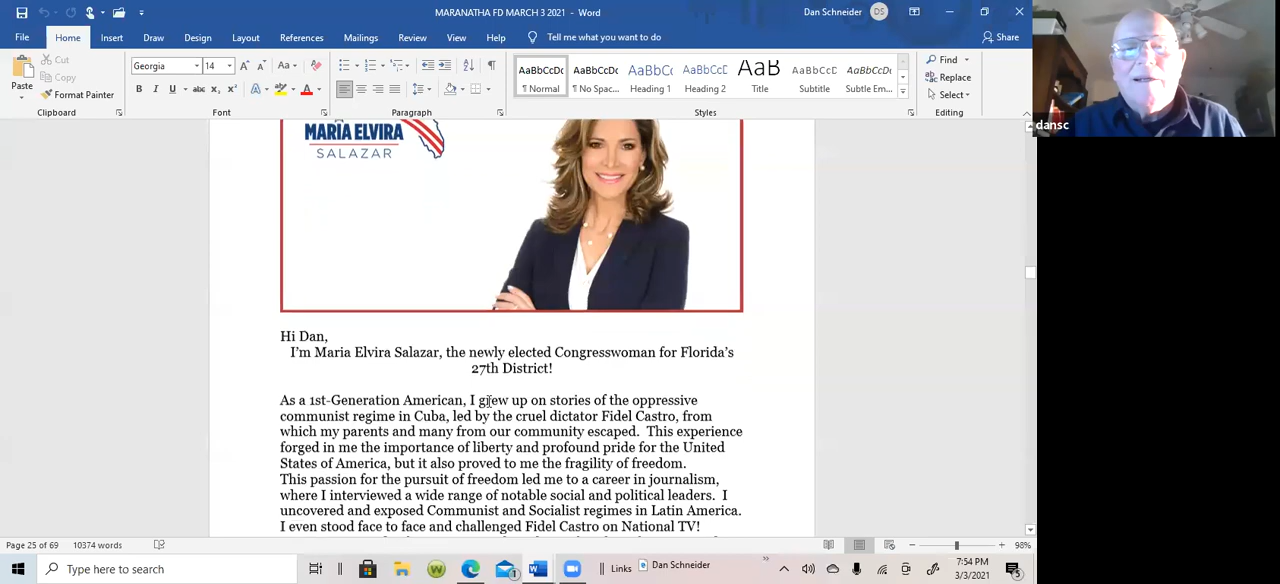 MARANATHA FD MARCH 3 2021 - Word
Dan Schneider
DS
File
Home
Insert
Draw
Design
Layout
References
Mailings
Review
View
Help
Tell me what you want to do
Share
Paste
Cut
Copy
Format Painter
Clipboard
Georgia
14
Aa
B I U abc x₂ x²
A
Font
Paragraph
AaBbCcDc AaBbCcDc AaBbCc AaBbCcD AaB AaBbCcD AaBbCcD
¶ Normal
¶ No Spac...
Heading 1
Heading 2
Title
Subtitle
Subtle Em...
Styles
Find
Replace
Select
Editing
dansc
MARIA ELVIRA
SALAZAR
Hi Dan,
I'm Maria Elvira Salazar, the newly elected Congresswoman for Florida's
27th District!
As a 1st-Generation American, I grew up on stories of the oppressive
communist regime in Cuba, led by the cruel dictator Fidel Castro, from
which my parents and many from our community escaped. This experience
forged in me the importance of liberty and profound pride for the United
States of America, but it also proved to me the fragility of freedom.
This passion for the pursuit of freedom led me to a career in journalism,
where I interviewed a wide range of notable social and political leaders. I
uncovered and exposed Communist and Socialist regimes in Latin America.
I even stood face to face and challenged Fidel Castro on National TV!
Page 25 of 69
10374 words
98%
Type here to search
Links
Dan Schneider
7:54 PM
3/3/2021